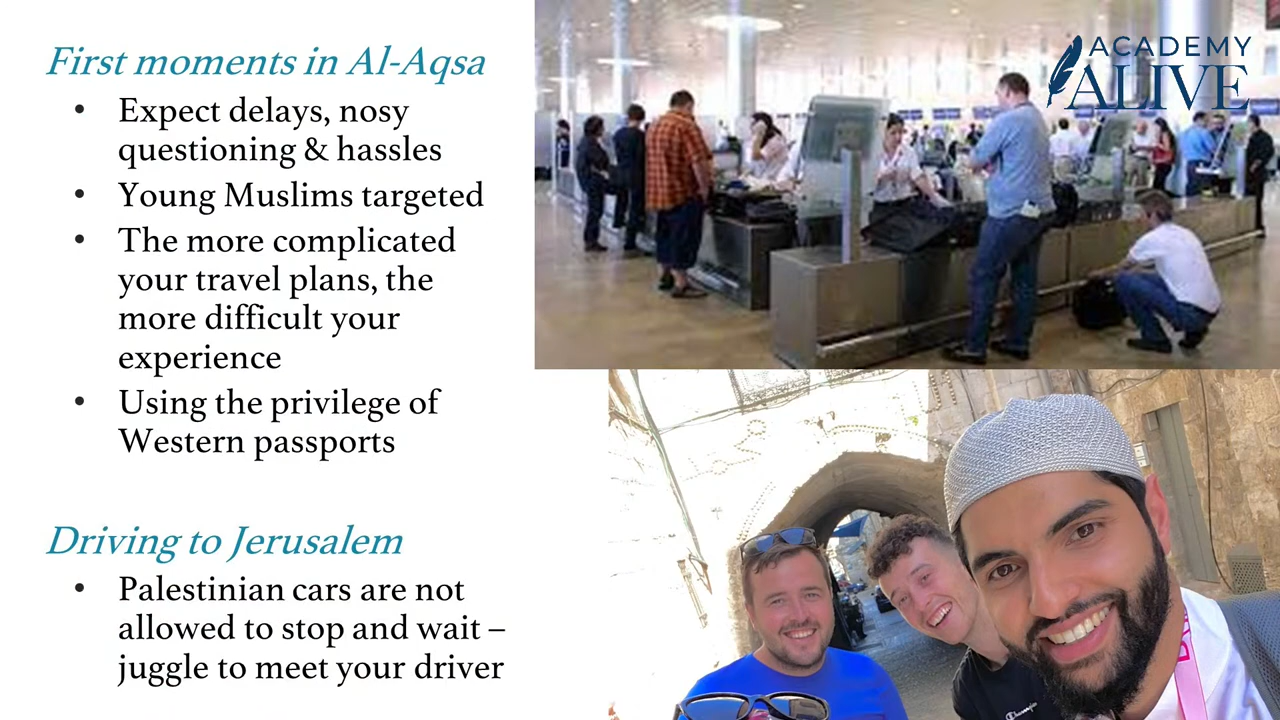 First moments in Al-Aqsa
• Expect delays, nosy
questioning & hassles
• Young Muslims targeted
• The more complicated
your travel plans, the
more difficult your
experience
• Using the privilege of
Western passports
Driving to Jerusalem
• Palestinian cars are not
allowed to stop and wait –
juggle to meet your driver
ACADEMY
ALIVE
Champion